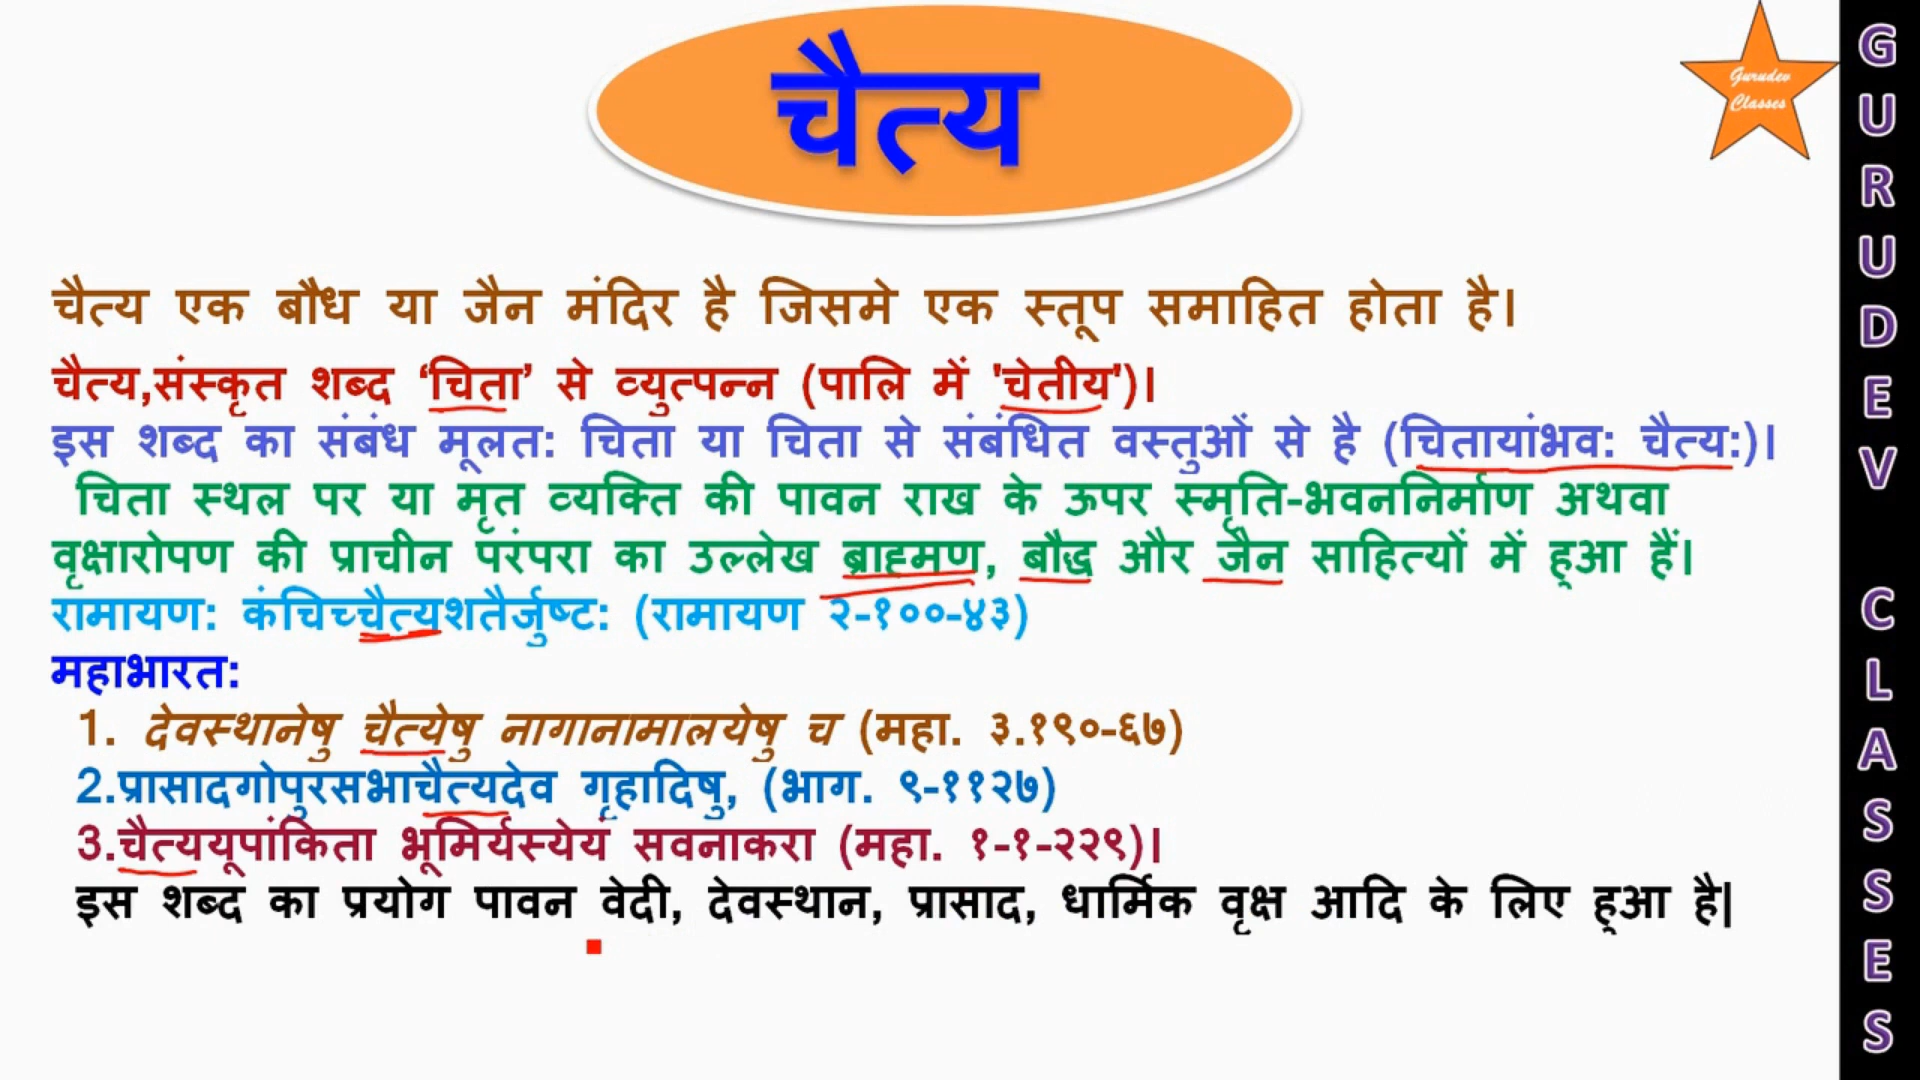 चैत्य
Gurudev
Classes
चैत्य एक बौध या जैन मंदिर है जिसमे एक स्तूप समाहित होता है।
चैत्य,संस्कृत शब्द ‘चिता’ से व्युत्पन्न (पालि में 'चेतीय')।
इस शब्द का संबंध मूलत: चिता या चिता से संबंधित वस्तुओं से है (चितायांभव: चैत्य:)।
चिता स्थल पर या मृत व्यक्ति की पावन राख के ऊपर स्मृति-भवननिर्माण अथवा
वृक्षारोपण की प्राचीन परंपरा का उल्लेख ब्राह्मण, बौद्ध और जैन साहित्यों में हुआ हैं।
रामायण: कंचिच्चैत्यशतैर्जुष्ट: (रामायण २-१००-४३)
महाभारत:
1. देवस्थानेषु चैत्येषु नागानामालयेषु च (महा. ३.१९०-६७)
2.प्रासादगोपुरसभाचैत्यदेव गृहादिषु, (भाग. ९-११२७)
3.चैत्ययूपांकिता भूमिर्यस्येयं सवनाकरा (महा. १-१-२२९)।
इस शब्द का प्रयोग पावन वेदी, देवस्थान, प्रासाद, धार्मिक वृक्ष आदि के लिए हुआ है|
GURUDEV CLASSES